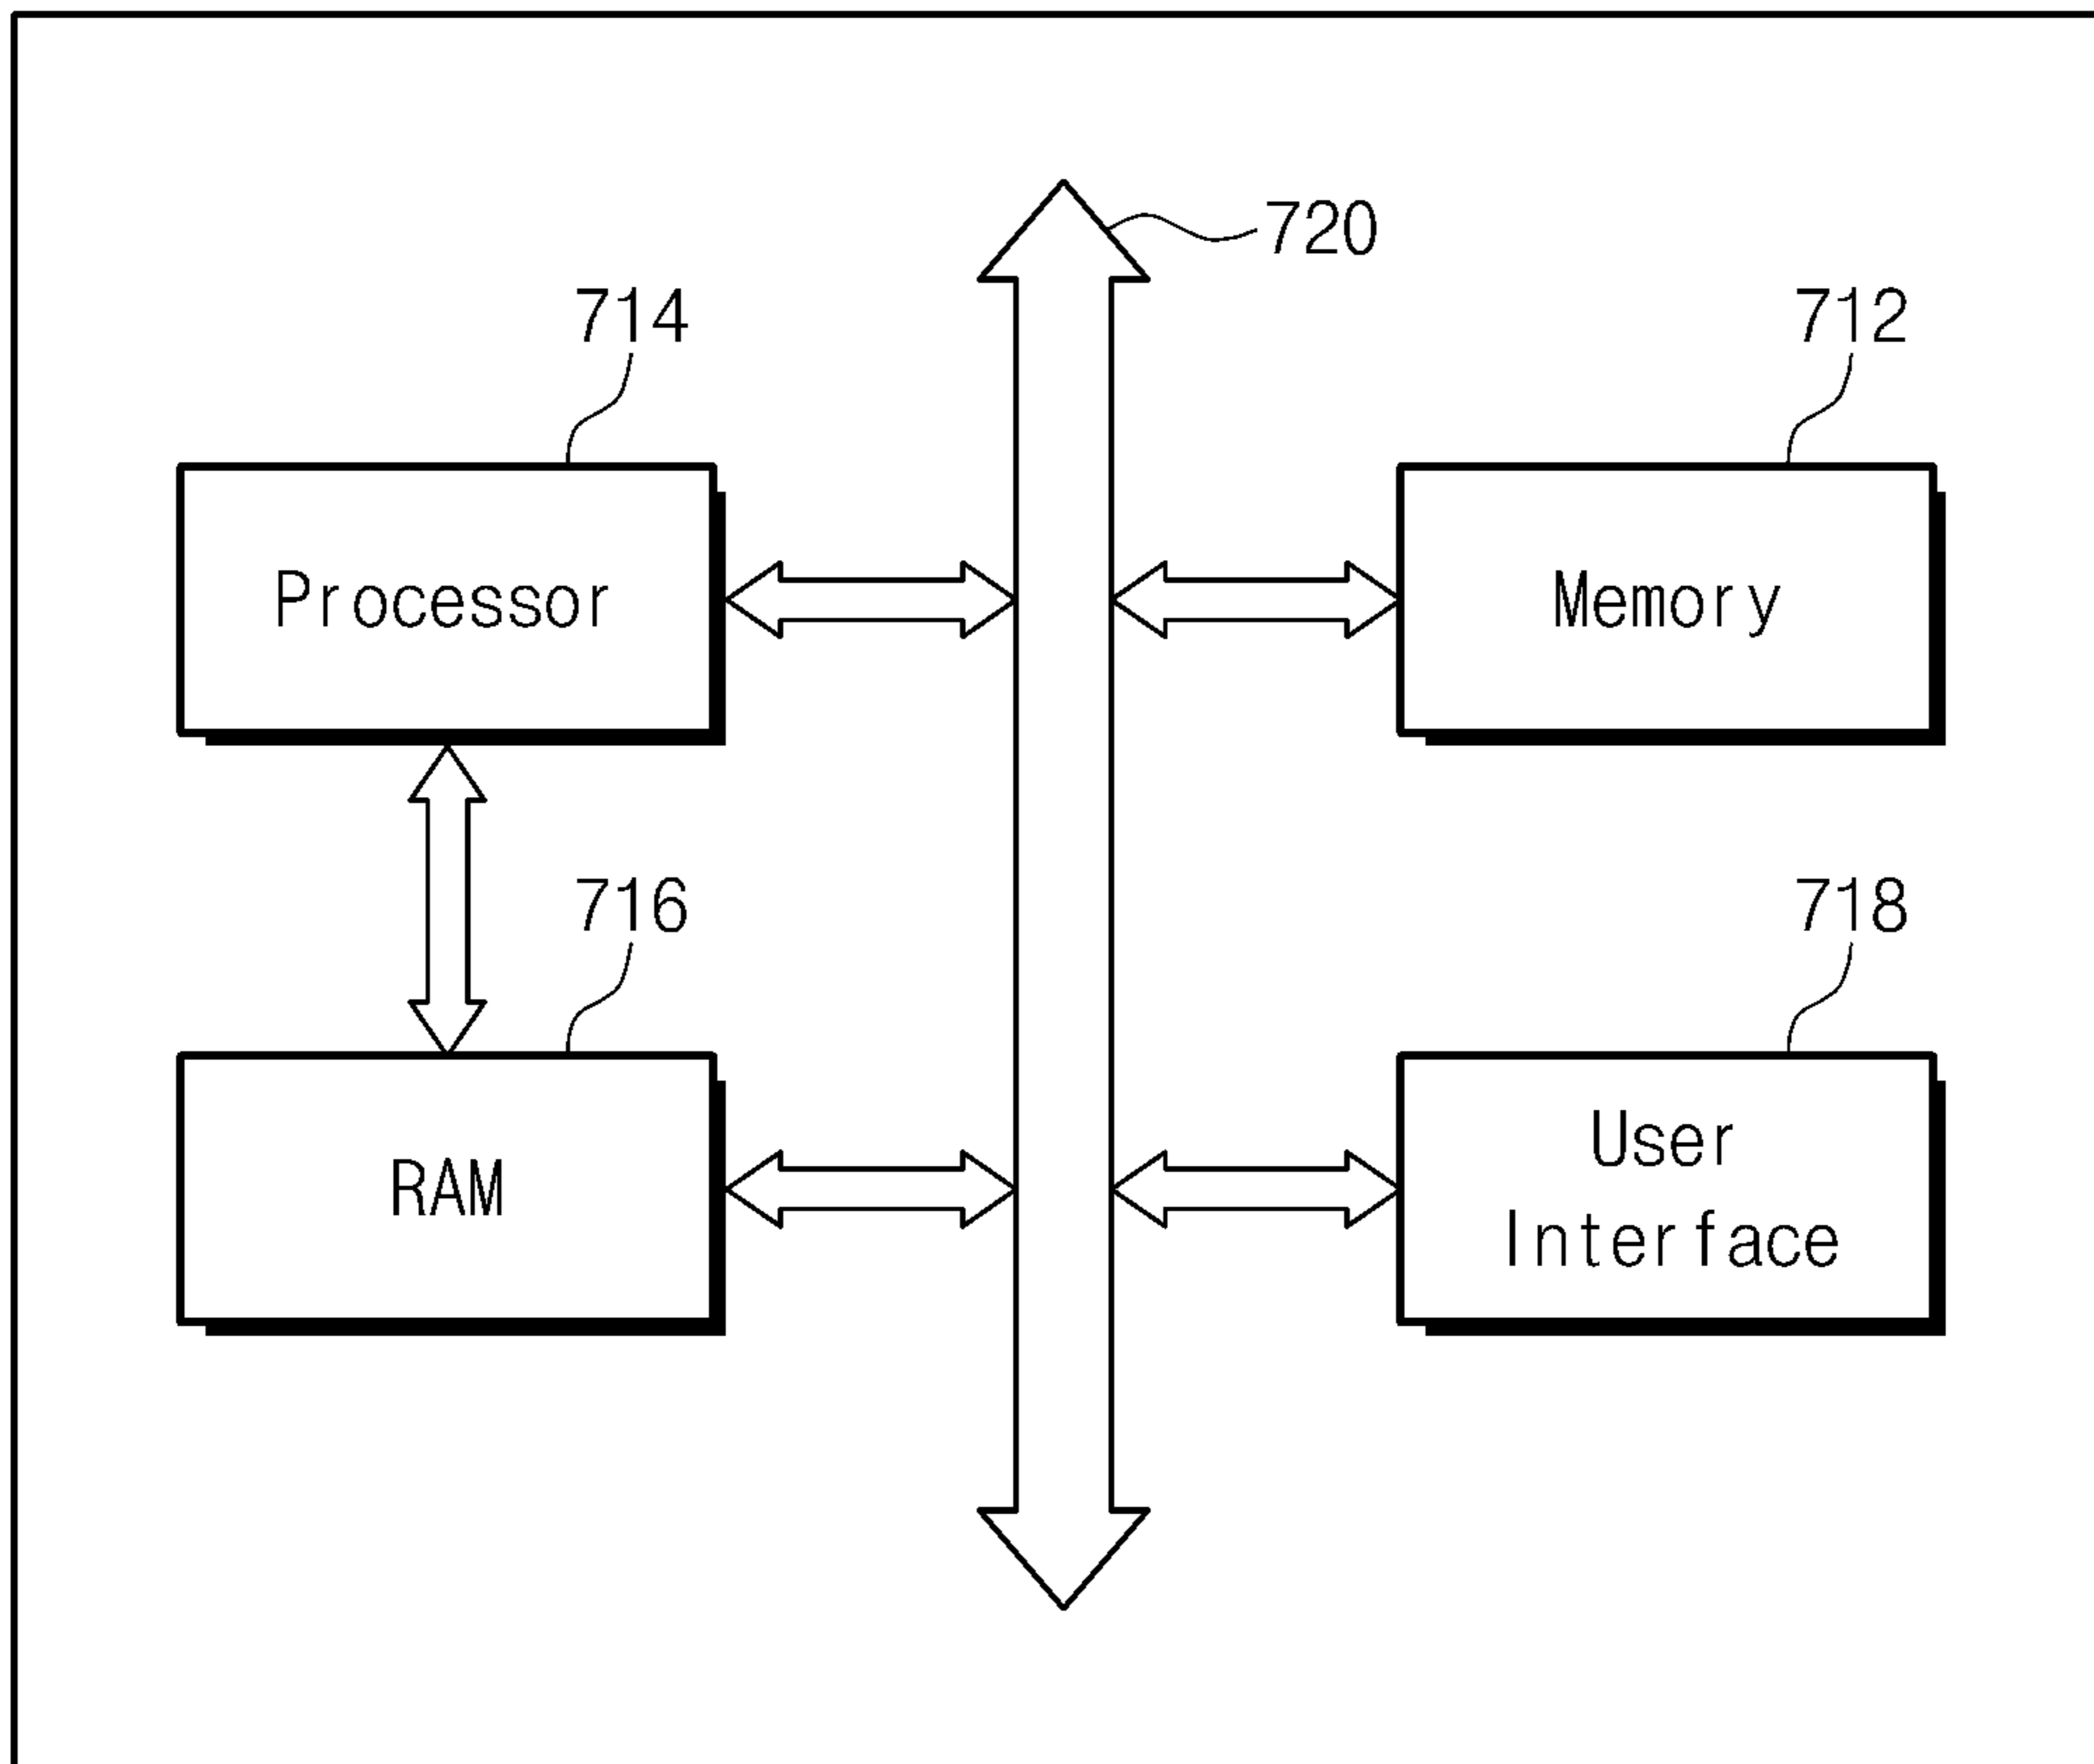 720
714
712
Processor
Memory
716
718
RAM
User
Interface